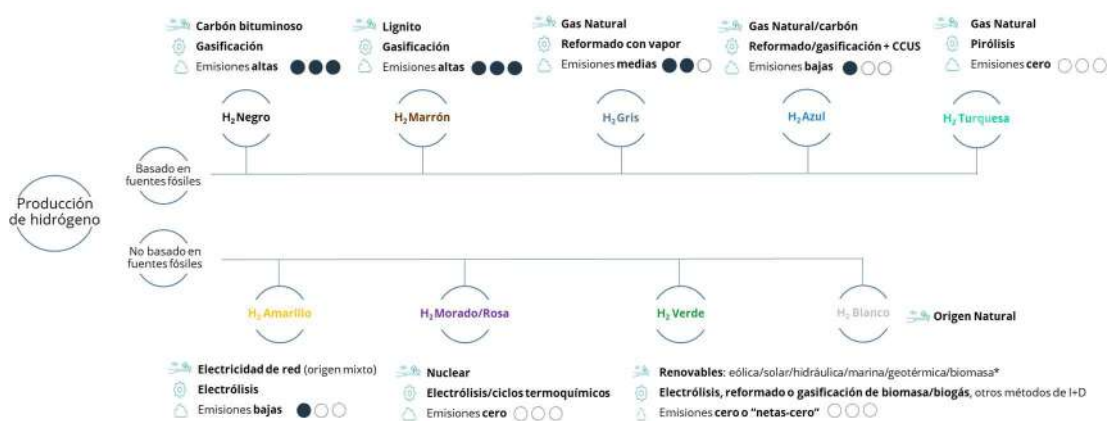 Carbón bituminoso
Gasificación
Emisiones altas
H₂ Negro
Lignito
Gasificación
Emisiones altas
H₂ Marrón
Gas Natural
Reformado con vapor
Emisiones medias
H₂ Gris
Gas Natural/carbón
Reformado/gasificación + CCUS
Emisiones bajas
H₂ Azul
Gas Natural
Pirólisis
Emisiones cero
H₂ Turquesa
Basado en
fuentes fósiles
Producción
de hidrógeno
No basado en
fuentes fósiles
H₂ Amarillo
Electricidad de red (origen mixto)
Electrólisis
Emisiones bajas
H₂ Morado/Rosa
Nuclear
Electrólisis/ciclos termoquímicos
Emisiones cero
H₂ Verde
Renovables: eólica/solar/hidráulica/marina/geotérmica/biomasa*
Electrólisis, reformado o gasificación de biomasa/biogás, otros métodos de I+D
Emisiones cero o "netas-cero"
H₂ Blanco
Origen Natural